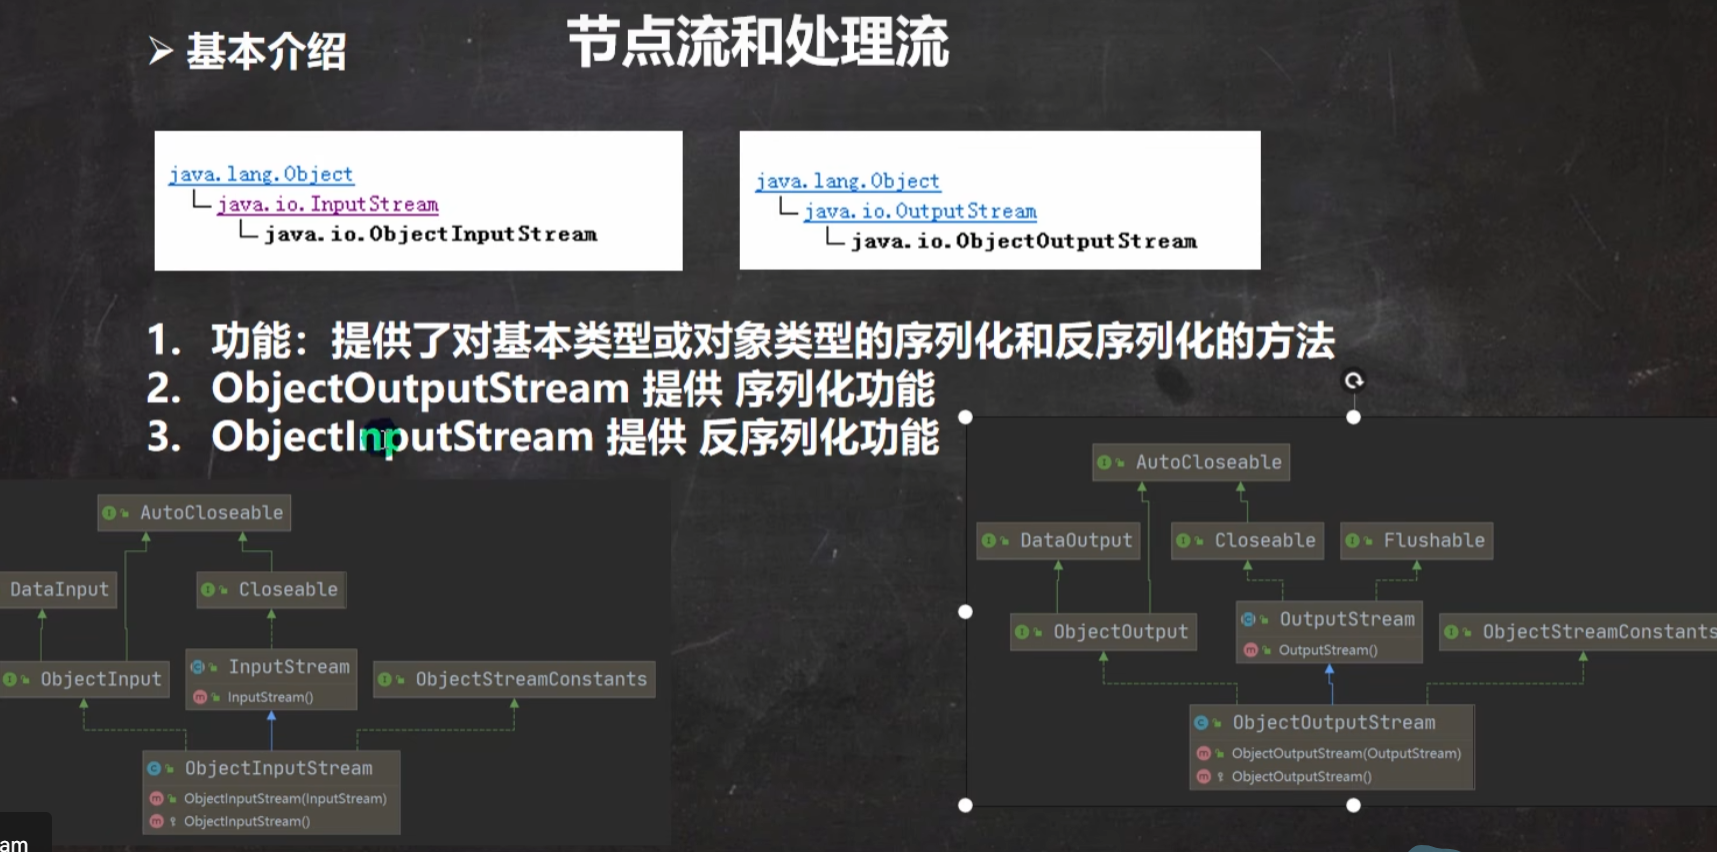 节点流和处理流
➢ 基本介绍
java.lang.Object
java.io.InputStream
java.io.ObjectInputStream
java.lang.Object
java.io.OutputStream
java.io.ObjectOutputStream
1. 功能：提供了对基本类型或对象类型的序列化和反序列化的方法
2. ObjectOutputStream 提供 序列化功能
3. ObjectInputStream 提供 反序列化功能
AutoCloseable
DataInput
Closeable
ObjectInput
InputStream
InputStream()
ObjectStreamConstants
ObjectInputStream
ObjectInputStream(InputStream)
ObjectInputStream()
AutoCloseable
DataOutput
Closeable
Flushable
ObjectOutput
OutputStream
OutputStream()
ObjectStreamConstants
ObjectOutputStream
ObjectOutputStream(OutputStream)
ObjectOutputStream()
am